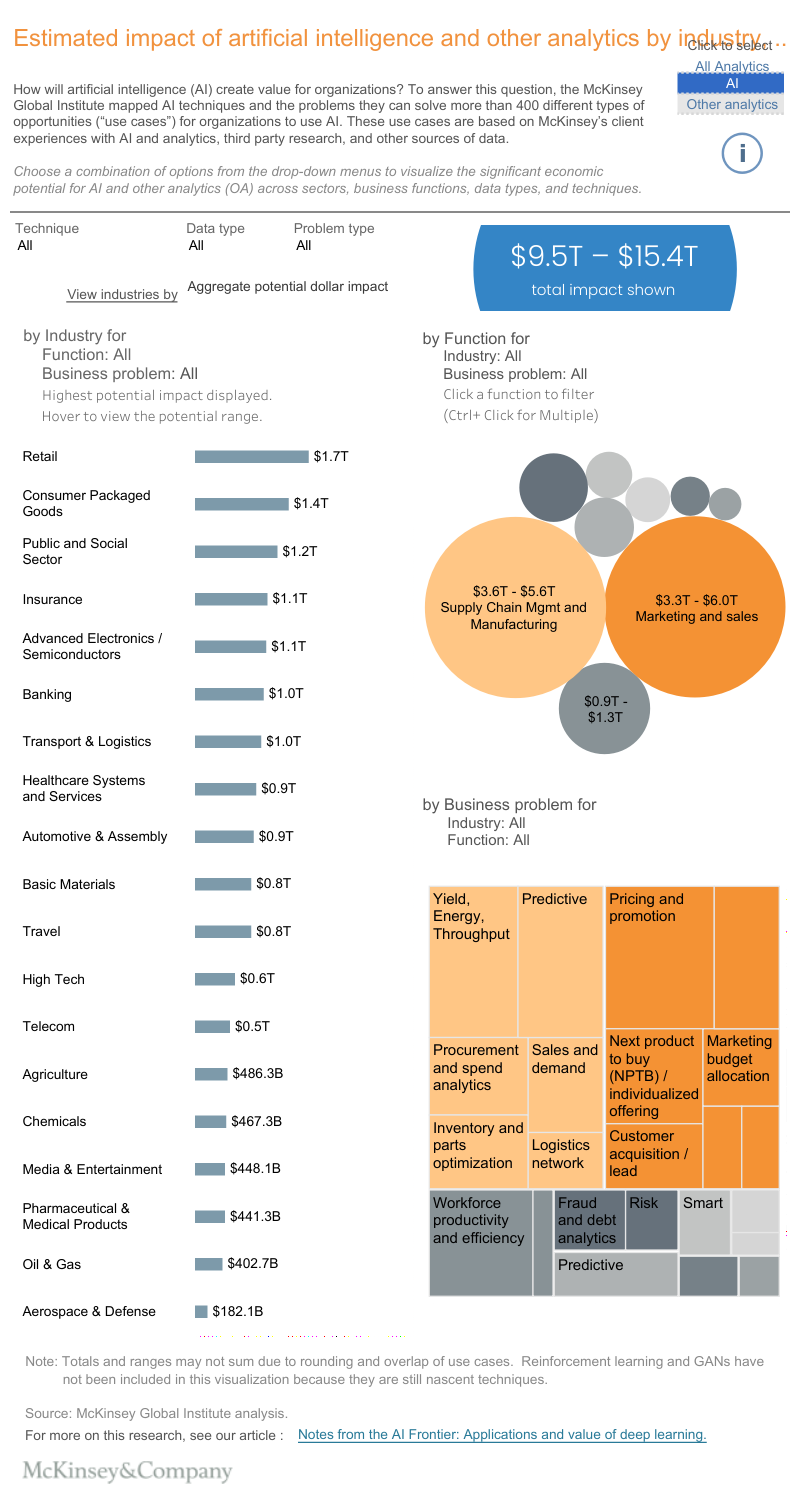 Estimated impact of artificial intelligence and other analytics by industry, ..
Click to select
All Analytics
AI
Other analytics
i
How will artificial intelligence (AI) create value for organizations? To answer this question, the McKinsey
Global Institute mapped AI techniques and the problems they can solve more than 400 different types of
opportunities (“use cases”) for organizations to use AI. These use cases are based on McKinsey’s client
experiences with AI and analytics, third party research, and other sources of data.
Choose a combination of options from the drop-down menus to visualize the significant economic
potential for AI and other analytics (OA) across sectors, business functions, data types, and techniques.
Technique
All
Data type
All
Problem type
All
View industries by
Aggregate potential dollar impact
$9.5T – $15.4T
total impact shown
by Industry for
Function: All
Business problem: All
Highest potential impact displayed.
Hover to view the potential range.
Retail $1.7T
Consumer Packaged
Goods
$1.4T
Public and Social
Sector
$1.2T
Insurance $1.1T
Advanced Electronics /
Semiconductors
$1.1T
Banking $1.0T
Transport & Logistics $1.0T
Healthcare Systems
and Services
$0.9T
Automotive & Assembly $0.9T
Basic Materials $0.8T
Travel $0.8T
High Tech $0.6T
Telecom $0.5T
Agriculture $486.3B
Chemicals $467.3B
Media & Entertainment $448.1B
Pharmaceutical &
Medical Products
$441.3B
Oil & Gas $402.7B
Aerospace & Defense $182.1B
by Function for
Industry: All
Business problem: All
Click a function to filter
(Ctrl+ Click for Multiple)
$3.6T - $5.6T
Supply Chain Mgmt and
Manufacturing
$3.3T - $6.0T
Marketing and sales
$0.9T -
$1.3T
by Business problem for
Industry: All
Function: All
Yield,
Energy,
Throughput
Predictive
Pricing and
promotion
Procurement
and spend
analytics
Sales and
demand
Next product
to buy
(NPTB) /
individualized
offering
Marketing
budget
allocation
Inventory and
parts
optimization
Logistics
network
Customer
acquisition /
lead
Workforce
productivity
and efficiency
Fraud
and debt
analytics
Risk
Smart
Predictive
Note: Totals and ranges may not sum due to rounding and overlap of use cases. Reinforcement learning and GANs have
not been included in this visualization because they are still nascent techniques.
Source: McKinsey Global Institute analysis.
For more on this research, see our article : Notes from the AI Frontier: Applications and value of deep learning.
McKinsey&Company